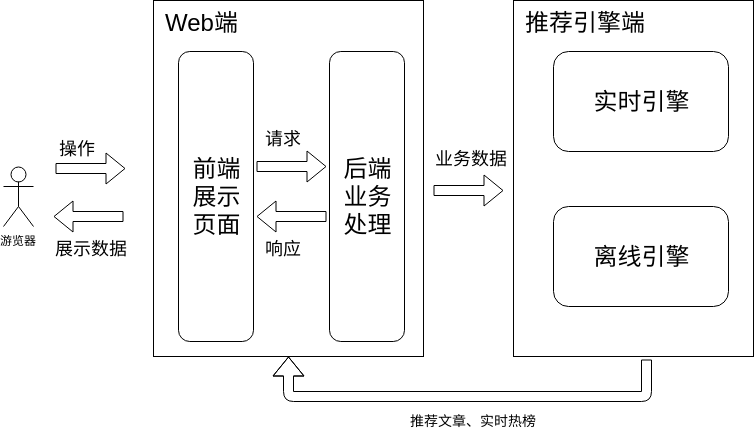 Web端
推荐引擎端
实时引擎
操作
请求
业务数据
前端
展示
页面
后端
业务
处理
游览器
展示数据
响应
离线引擎
推荐文章、实时热榜